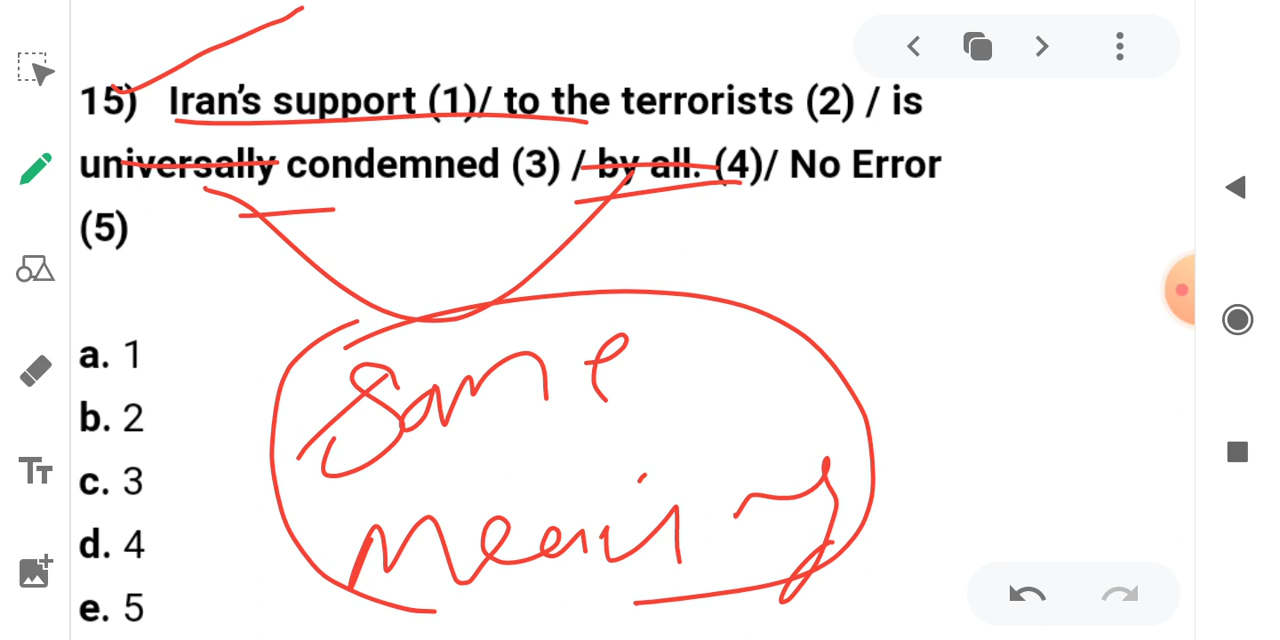 15) Iran's support (1)/ to the terrorists (2) / is
universally condemned (3) / by all. (4)/ No Error
(5)
a. 1
b. 2
c. 3
d. 4
e. 5
Same
Meaning
TT